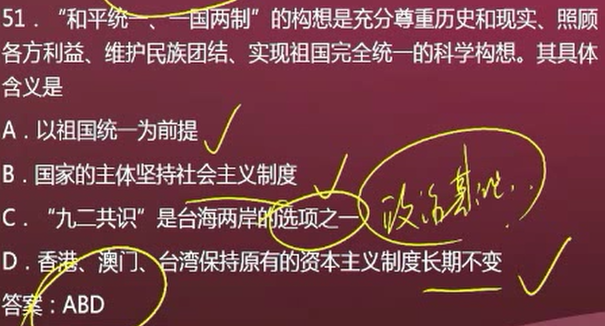 51．“和平统一、一国两制”的构想是充分尊重历史和现实、照顾
各方利益、维护民族团结、实现祖国完全统一的科学构想。其具体
含义是
A．以祖国统一为前提
B．国家的主体坚持社会主义制度
C．“九二共识”是台海两岸的选项之一
政治基础
D．香港、澳门、台湾保持原有的资本主义制度长期不变
答案：ABD